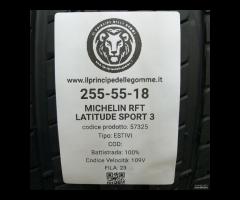 IL PRINCIPE DELLE GOMME
www.ilprincipedellegomme.it
255-55-18
MICHELIN RFT
LATITUDE SPORT 3
codice prodotto: 57325
Tipo: ESTIVI
COD:
Battistrada: 100%
Codice Velocità: 109V
FILA: 29